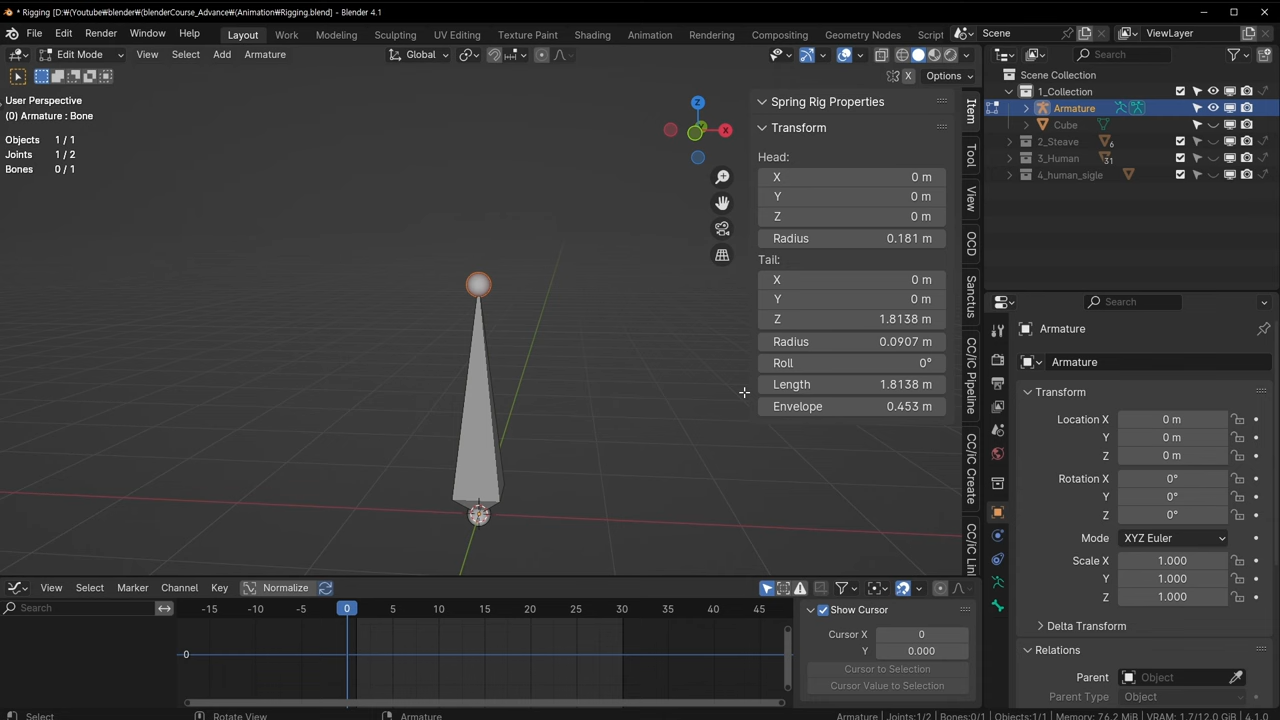 * Rigging [D:₩(Youtube₩blender₩(blenderCourse_Advance₩(Animation₩Rigging.blend] - Blender 4.1
File Edit Render Window Help Layout Work Modeling Sculpting UV Editing Texture Paint Shading Animation Rigging Rendering Compositing Geometry Nodes Script Scene ViewLayer
Edit Mode View Select Add Armature Global Search
X Options
User Perspective
(0) Armature : Bone
Objects 1 / 1
Joints 1 / 2
Bones 0 / 1
Z
X
Spring Rig Properties
Transform
Head:
X 0 m
Y 0 m
Z 0 m
Radius 0.181 m
Tail:
X 0 m
Y 0 m
Z 1.8138 m
Radius 0.0907 m
Roll 0°
Length 1.8138 m
Envelope 0.453 m
Item
Tool
View
OCD
Sanctus
CC/iC Pipeline
CC/iC Create
CC/iC Linl
Scene Collection
1_Collection
Armature
Cube
2_Steave 6
3_Human 31
4_human_sigle
Search
Armature
Armature
Transform
Location X 0 m
Y 0 m
Z 0 m
Rotation X 0°
Y 0°
Z 0°
Mode XYZ Euler
Scale X 1.000
Y 1.000
Z 1.000
Delta Transform
Relations
Parent Object
Parent Type Object
View Select Marker Channel Key Normalize
Search
-15 -10 -5 0 5 10 15 20 25 30 35 40 45
0
Show Cursor
Cursor X 0
Y 0.000
Cursor to Selection
Cursor Value to Selection
Select Rotate View Armature Armature | Joints:1/2 | Bones:0/1 | Objects:1/1 | Memory: 76.2 MiB | VRAM: 1.7/12.0 GiB | 4.1.0